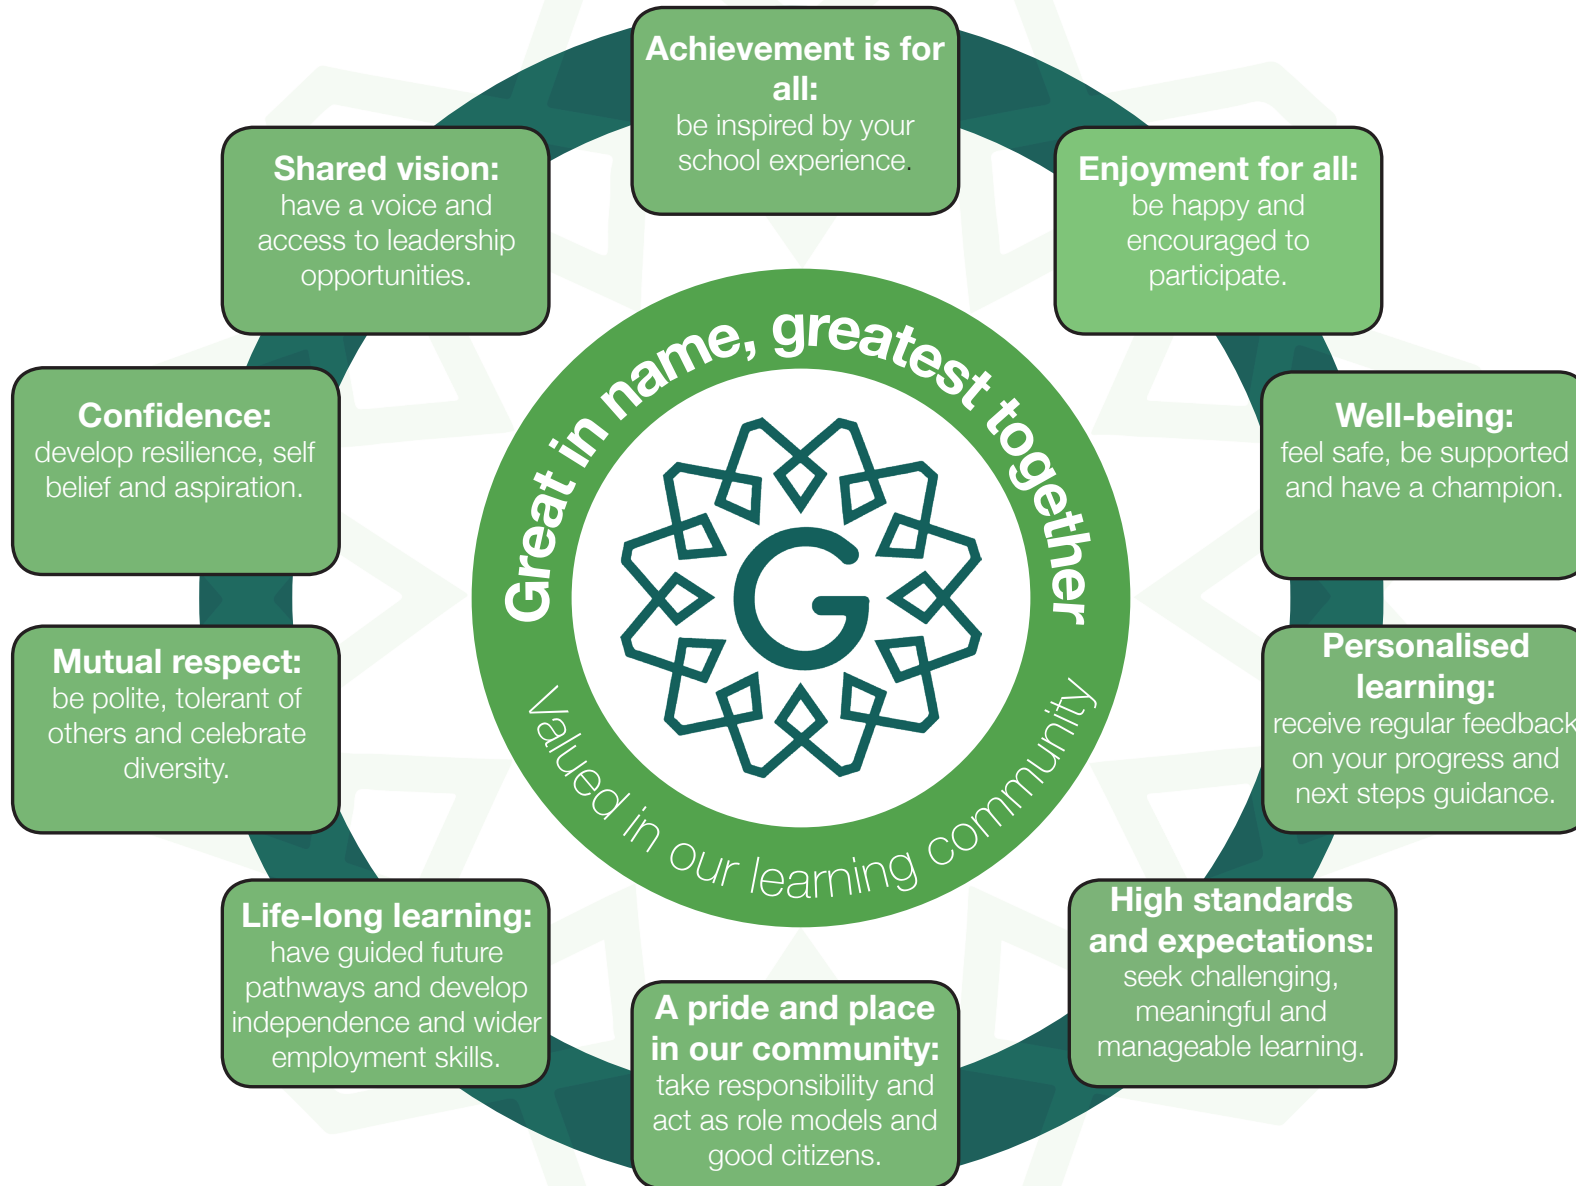 Achievement is for
all:
be inspired by your
school experience.
Enjoyment for all:
be happy and
encouraged to
participate.
Well-being:
feel safe, be supported
and have a champion.
Personalised
learning:
receive regular feedback
on your progress and
next steps guidance.
High standards
and expectations:
seek challenging,
meaningful and
manageable learning.
A pride and place
in our community:
take responsibility and
act as role models and
good citizens.
Life-long learning:
have guided future
pathways and develop
independence and wider
employment skills.
Mutual respect:
be polite, tolerant of
others and celebrate
diversity.
Confidence:
develop resilience, self
belief and aspiration.
Shared vision:
have a voice and
access to leadership
opportunities.
Great in name, greatest together
G
Valued in our learning community